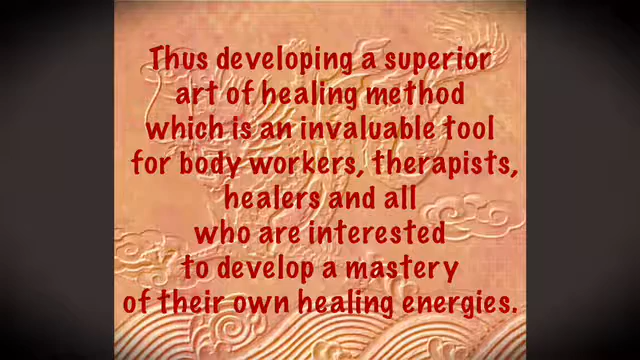 Thus developing a superior
art of healing method
which is an invaluable tool
for body workers, therapists,
healers and all
who are interested
to develop a mastery
of their own healing energies.